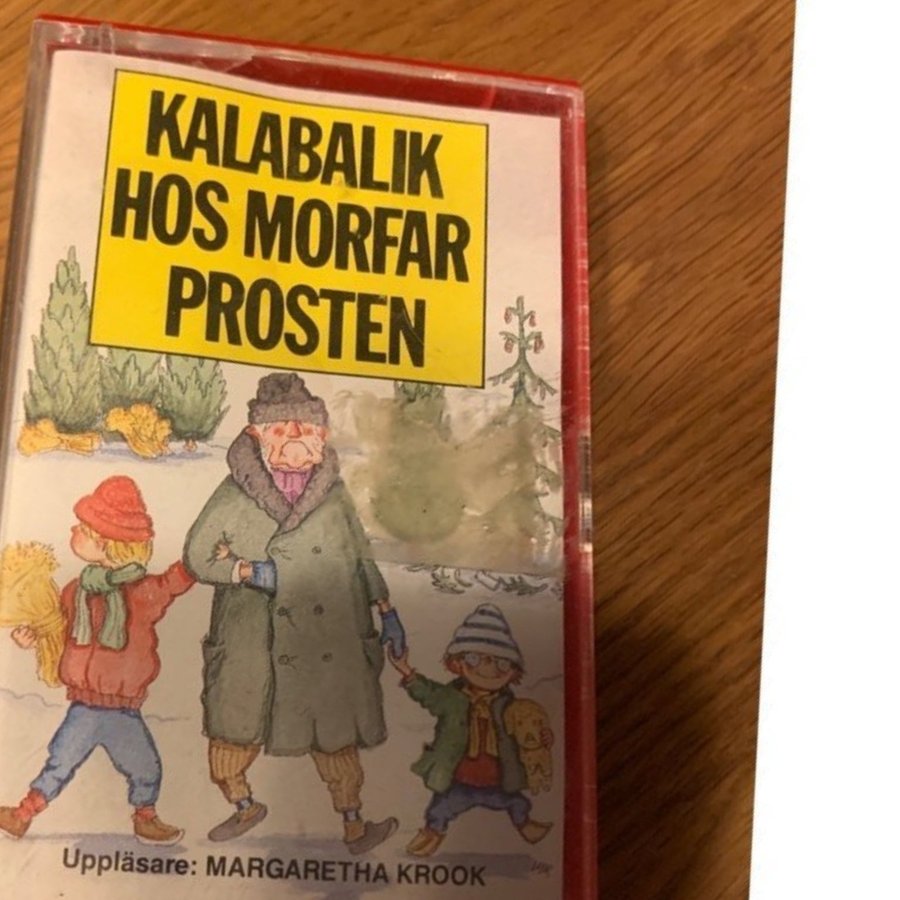 KALABALIK
HOS MORFAR
PROSTEN
Uppläsare: MARGARETHA KROOK